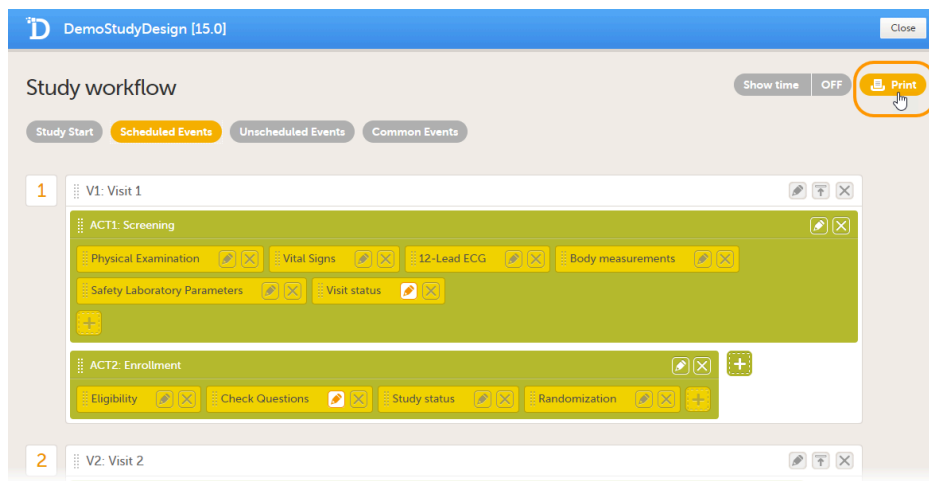 DemoStudyDesign [15.0]
Close
Study workflow
Show time OFF
Print
Study Start Scheduled Events Unscheduled Events Common Events
1 V1: Visit 1
ACT1: Screening
Physical Examination Vital Signs 12-Lead ECG Body measurements
Safety Laboratory Parameters Visit status
ACT2: Enrollment
Eligibility Check Questions Study status Randomization
2 V2: Visit 2